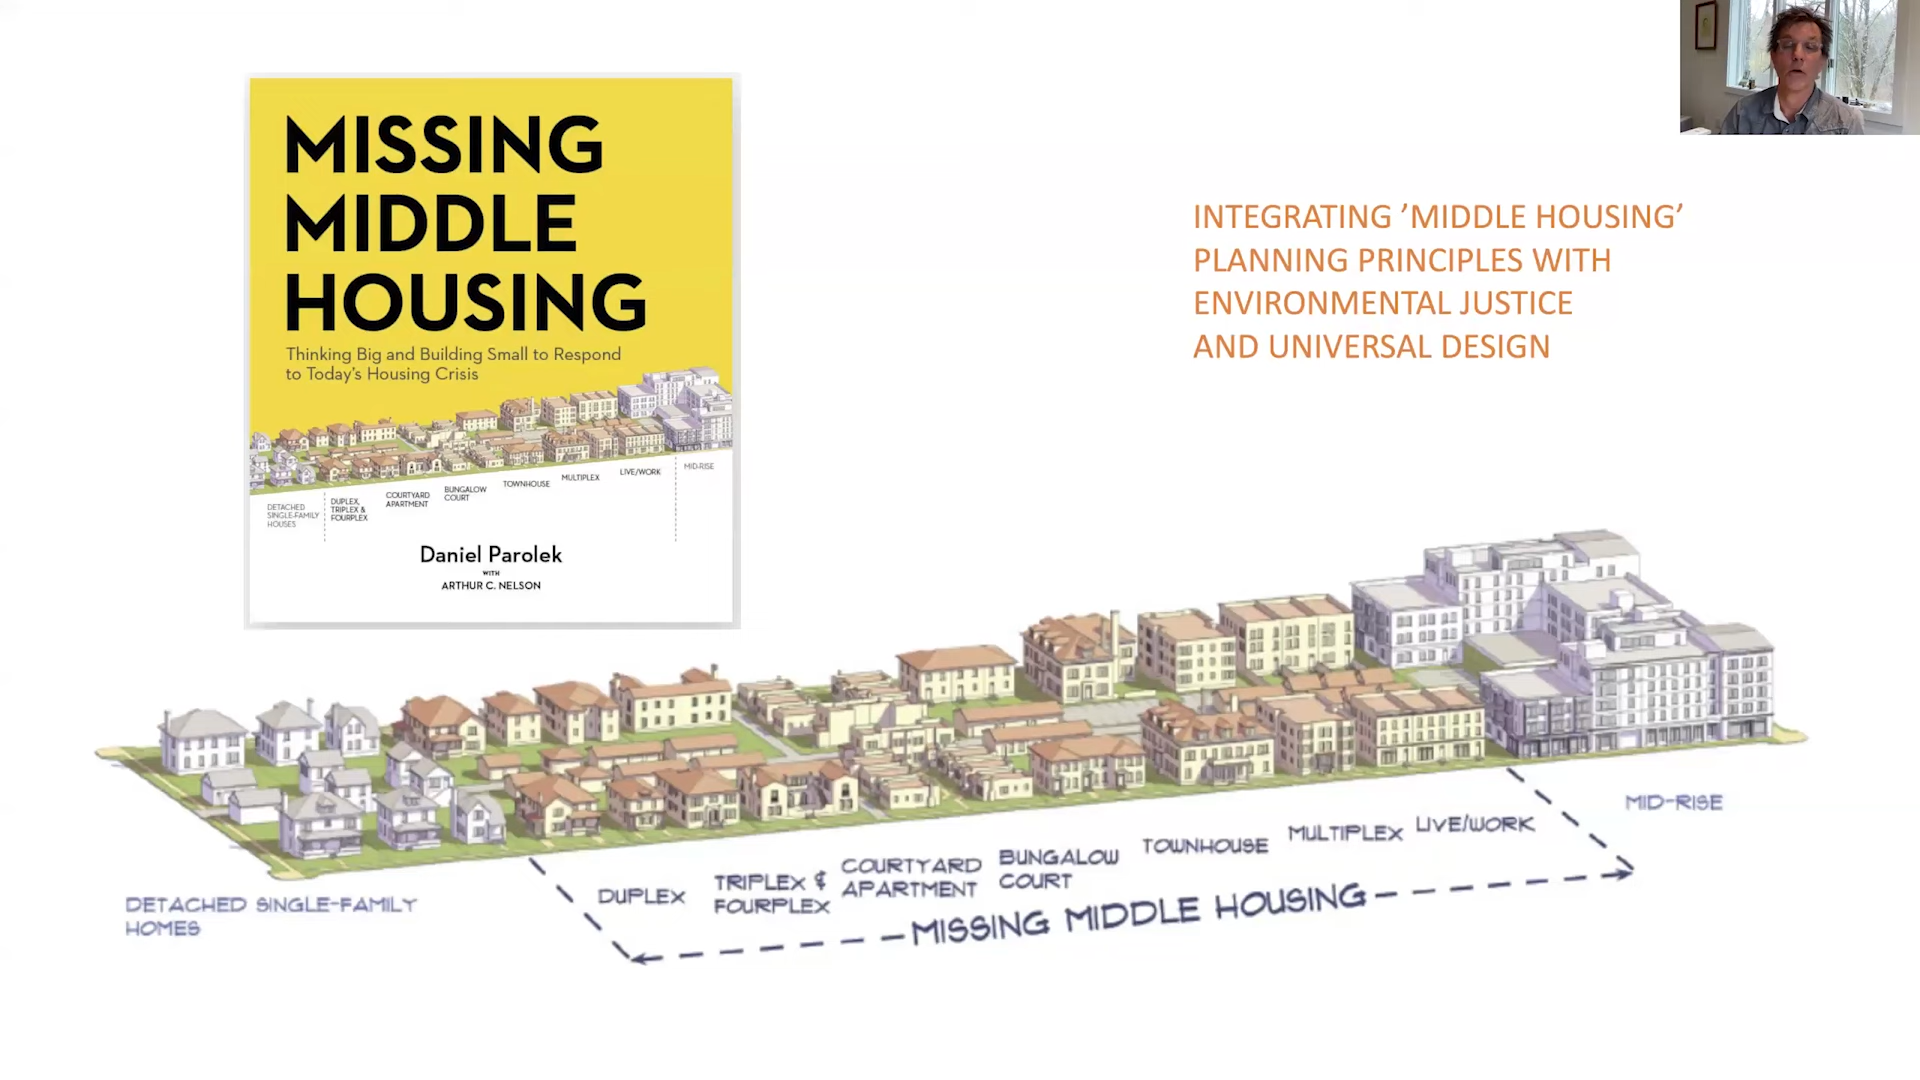 MISSING
MIDDLE
HOUSING
Thinking Big and Building Small to Respond
to Today's Housing Crisis
DETACHED
SINGLE-FAMILY
HOUSES
DUPLEX,
TRIPLEX &
FOURPLEX
COURTYARD
APARTMENT
BUNGALOW
COURT
TOWNHOUSE
MULTIPLEX
LIVE/WORK
MID-RISE
Daniel Parolek
WITH
ARTHUR C. NELSON
INTEGRATING ’MIDDLE HOUSING’
PLANNING PRINCIPLES WITH
ENVIRONMENTAL JUSTICE
AND UNIVERSAL DESIGN
DETACHED SINGLE-FAMILY
HOMES
DUPLEX
TRIPLEX &
FOURPLEX
COURTYARD
APARTMENT
BUNGALOW
COURT
TOWNHOUSE
MULTIPLEX
LIVE/WORK
MID-RISE
MISSING MIDDLE HOUSING